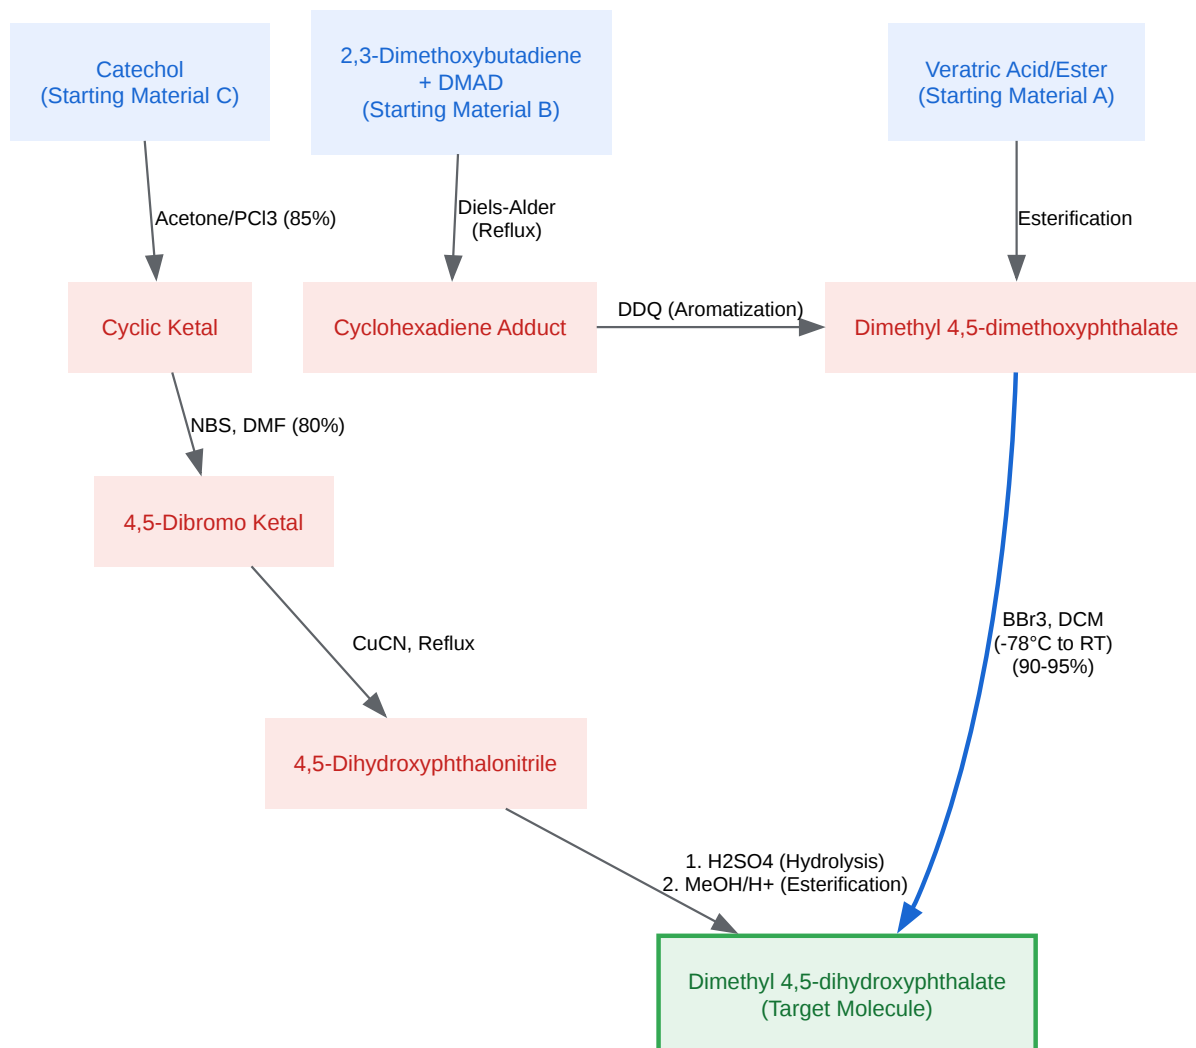 Catechol
(Starting Material C)
2,3-Dimethoxybutadiene
+ DMAD
(Starting Material B)
Veratric Acid/Ester
(Starting Material A)
Acetone/PCl3 (85%)
Diels-Alder
(Reflux)
Esterification
Cyclic Ketal
Cyclohexadiene Adduct
DDQ (Aromatization)
Dimethyl 4,5-dimethoxyphthalate
NBS, DMF (80%)
4,5-Dibromo Ketal
CuCN, Reflux
BBr3, DCM
(-78°C to RT)
(90-95%)
4,5-Dihydroxyphthalonitrile
1. H2SO4 (Hydrolysis)
2. MeOH/H+ (Esterification)
Dimethyl 4,5-dihydroxyphthalate
(Target Molecule)